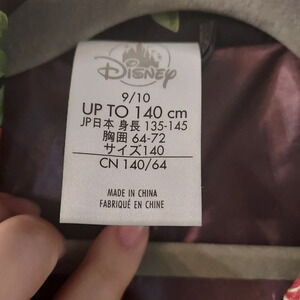 Disney
9/10
UP TO 140 cm
JP日本 身長 135-145
胸囲 64-72
サイズ140
CN 140/64
MADE IN CHINA
FABRIQUÉ EN CHINE